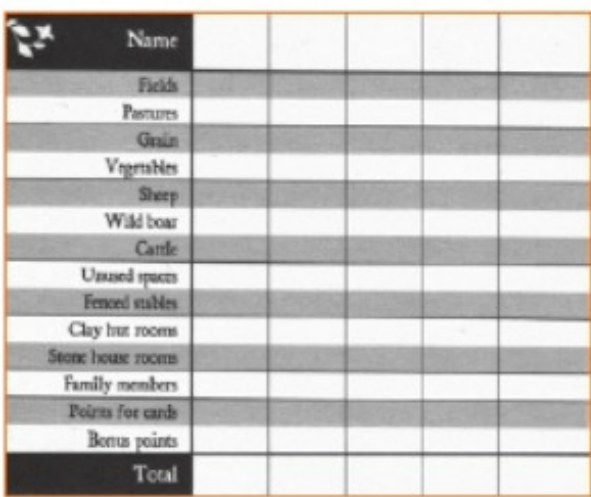 Name
Fields
Pastures
Grain
Vegetables
Sheep
Wild boar
Cattle
Unused spaces
Fenced stables
Clay hut rooms
Stone house rooms
Family members
Points for cards
Bonus points
Total